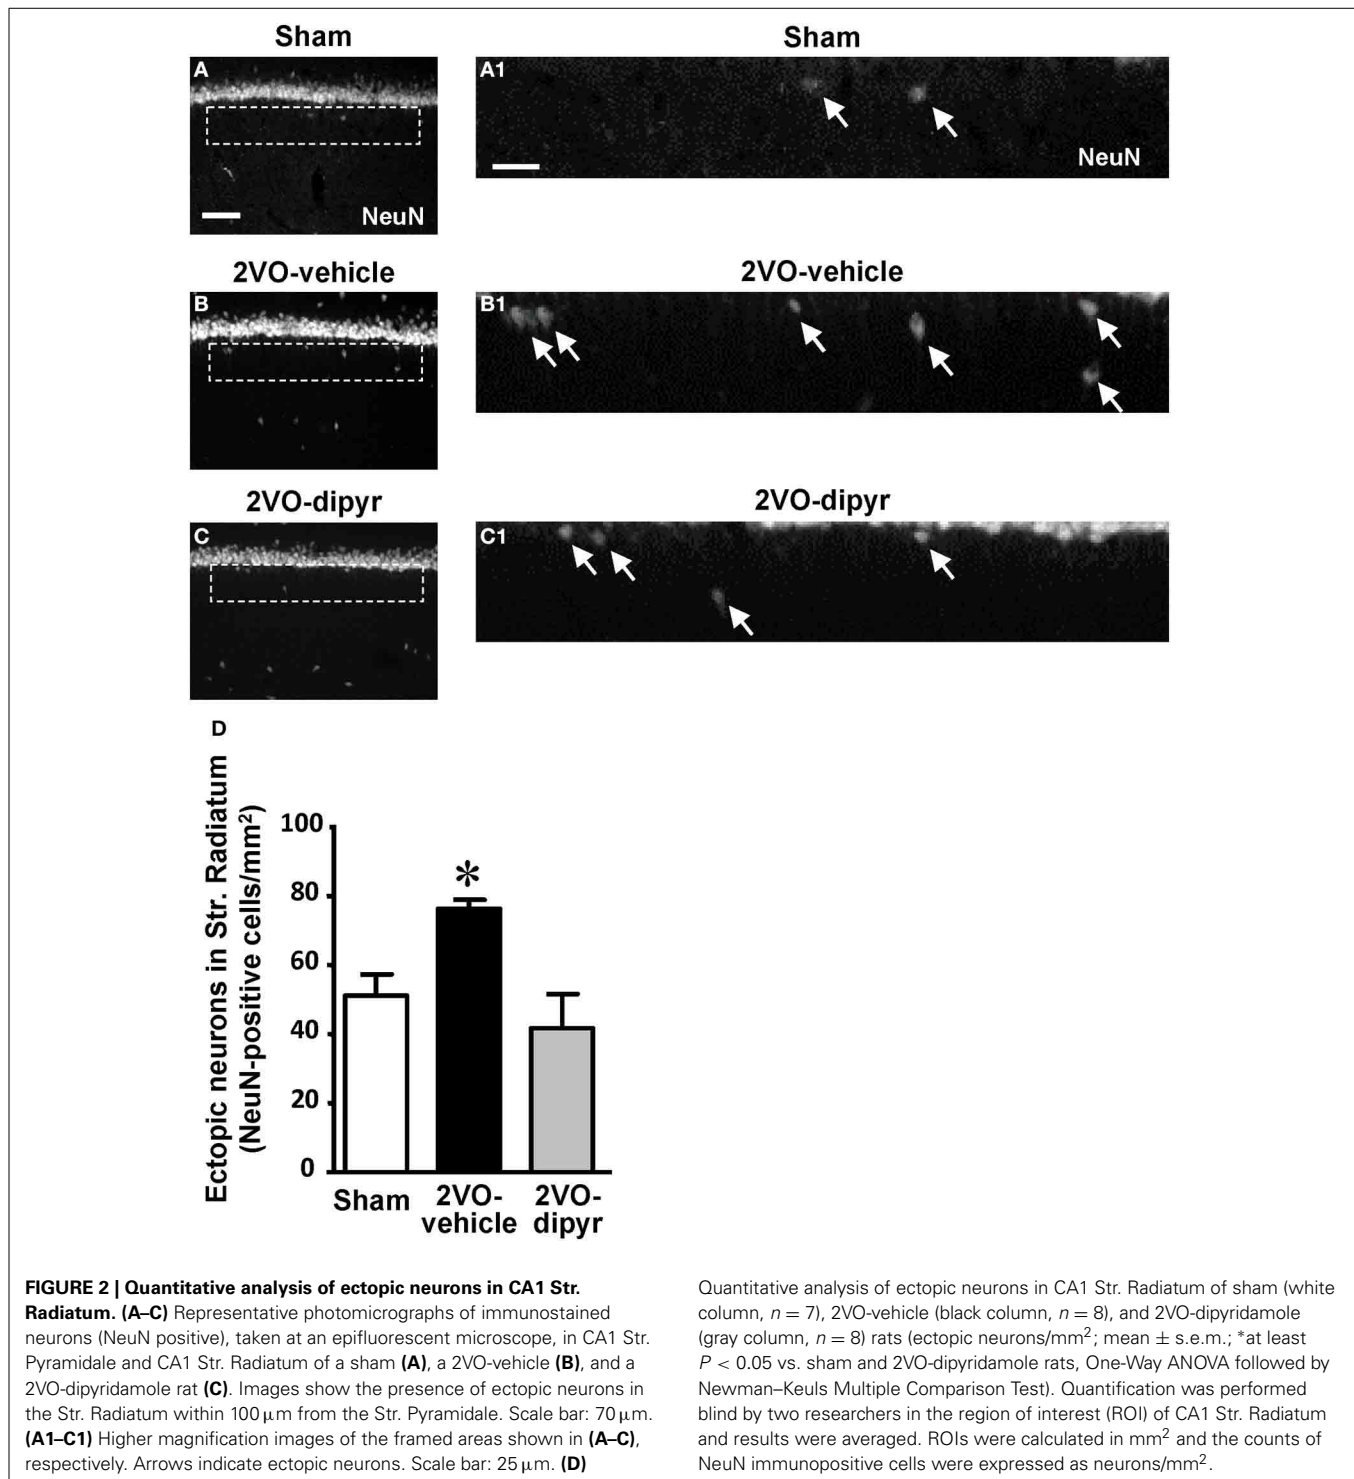 Sham
Sham
A
A1
NeuN
NeuN
2VO-vehicle
2VO-vehicle
B
B1
2VO-dipyr
2VO-dipyr
C
C1
D
Ectopic neurons in Str. Radiatum
(NeuN-positive cells/mm²)
100
80
60
40
20
0
*
Sham
2VO-
vehicle
2VO-
dipyr
FIGURE 2 | Quantitative analysis of ectopic neurons in CA1 Str.
Radiatum. (A–C) Representative photomicrographs of immunostained
neurons (NeuN positive), taken at an epifluorescent microscope, in CA1 Str.
Pyramidale and CA1 Str. Radiatum of a sham (A), a 2VO-vehicle (B), and a
2VO-dipyridamole rat (C). Images show the presence of ectopic neurons in
the Str. Radiatum within 100 μm from the Str. Pyramidale. Scale bar: 70 μm.
(A1–C1) Higher magnification images of the framed areas shown in (A–C),
respectively. Arrows indicate ectopic neurons. Scale bar: 25 μm. (D)
Quantitative analysis of ectopic neurons in CA1 Str. Radiatum of sham (white
column, n = 7), 2VO-vehicle (black column, n = 8), and 2VO-dipyridamole
(gray column, n = 8) rats (ectopic neurons/mm²; mean ± s.e.m.; *at least
P < 0.05 vs. sham and 2VO-dipyridamole rats, One-Way ANOVA followed by
Newman–Keuls Multiple Comparison Test). Quantification was performed
blind by two researchers in the region of interest (ROI) of CA1 Str. Radiatum
and results were averaged. ROIs were calculated in mm² and the counts of
NeuN immunopositive cells were expressed as neurons/mm².